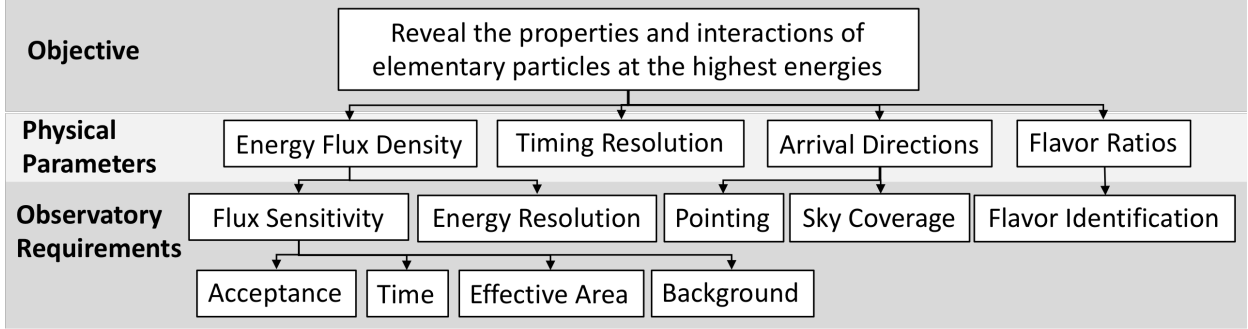 Objective
Reveal the properties and interactions of
elementary particles at the highest energies
Physical
Parameters
Energy Flux Density
Timing Resolution
Arrival Directions
Flavor Ratios
Observatory
Requirements
Flux Sensitivity
Energy Resolution
Pointing
Sky Coverage
Flavor Identification
Acceptance
Time
Effective Area
Background